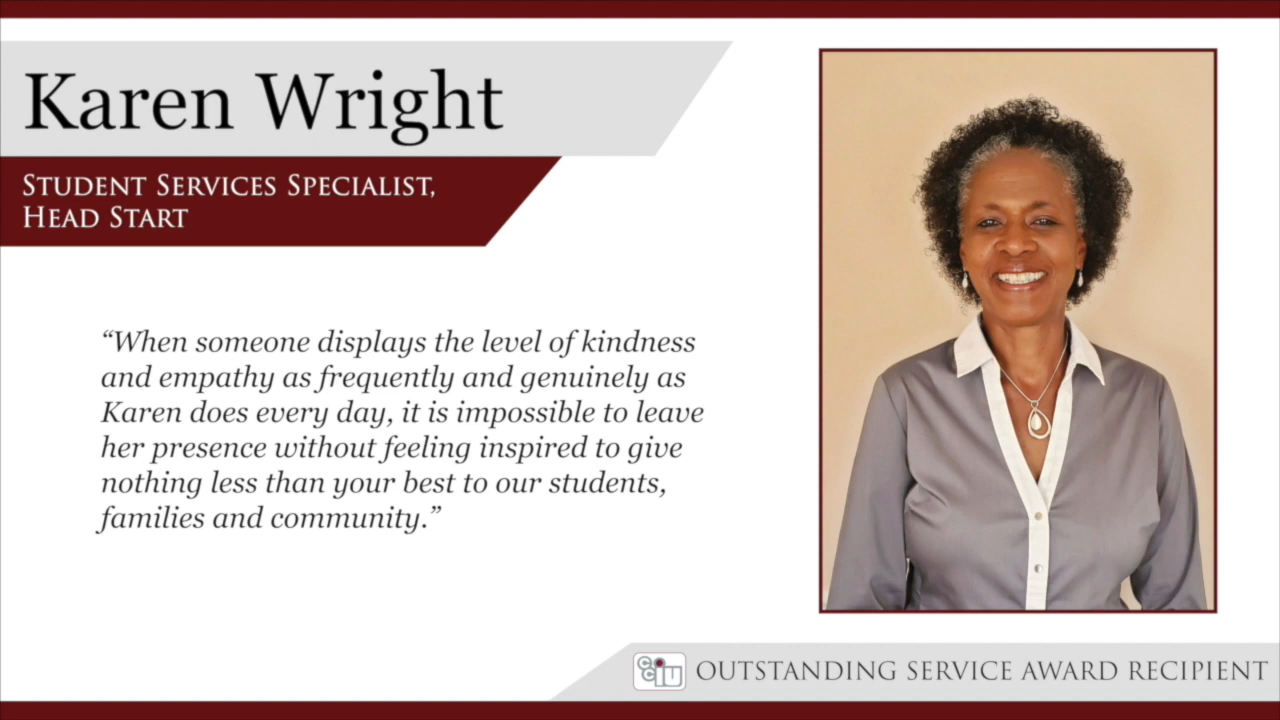 Karen Wright
Student Services Specialist,
Head Start
“When someone displays the level of kindness
and empathy as frequently and genuinely as
Karen does every day, it is impossible to leave
her presence without feeling inspired to give
nothing less than your best to our students,
families and community.”
CCIU OUTSTANDING SERVICE AWARD RECIPIENT